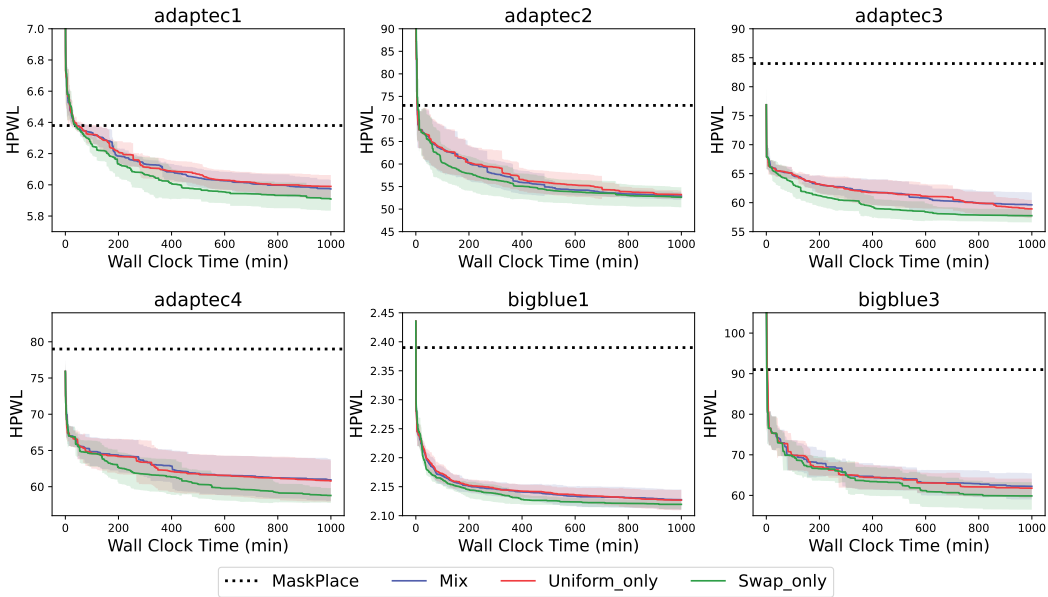 adaptec1
adaptec2
adaptec3
7.0
6.8
6.6
6.4
6.2
6.0
5.8
HPWL
0 200 400 600 800 1000
Wall Clock Time (min)
90
85
80
75
70
65
60
55
50
45
HPWL
0 200 400 600 800 1000
Wall Clock Time (min)
90
85
80
75
70
65
60
55
HPWL
0 200 400 600 800 1000
Wall Clock Time (min)
adaptec4
bigblue1
bigblue3
80
75
70
65
60
HPWL
0 200 400 600 800 1000
Wall Clock Time (min)
2.45
2.40
2.35
2.30
2.25
2.20
2.15
2.10
HPWL
0 200 400 600 800 1000
Wall Clock Time (min)
100
90
80
70
60
HPWL
0 200 400 600 800 1000
Wall Clock Time (min)
MaskPlace Mix Uniform_only Swap_only